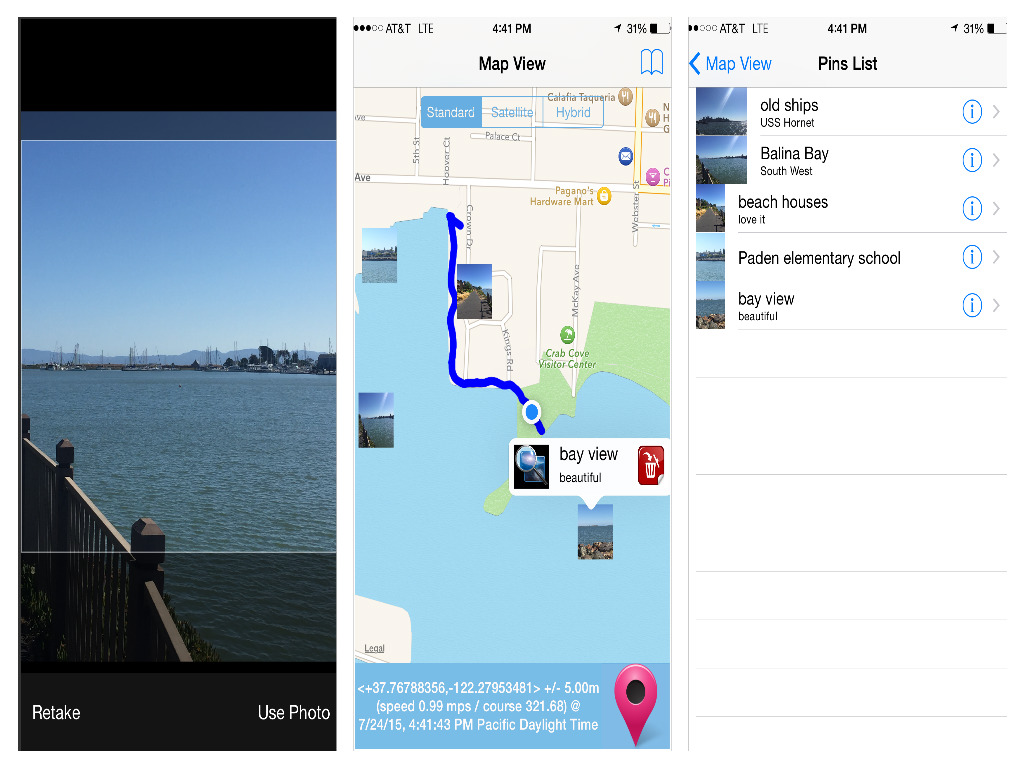 Retake
Use Photo
AT&T LTE
4:41 PM
31%
Map View
Calafia Taqueria
Standard
Satellite
Hybrid
ve
N
H
G
5th St
Hoover Ct
Palace Ct
Ave
C
Pi
Pagano's
Hardware Mart
Webster St
Crown Dr
McKay Ave
Kings Rd
Crab Cove
Visitor Center
bay view
beautiful
Legal
<+37.76788356,-122.27953481> +/- 5.00m
(speed 0.99 mps / course 321.68) @
7/24/15, 4:41:43 PM Pacific Daylight Time
AT&T LTE
4:41 PM
31%
Map View
Pins List
old ships
USS Hornet
Balina Bay
South West
beach houses
love it
Paden elementary school
bay view
beautiful